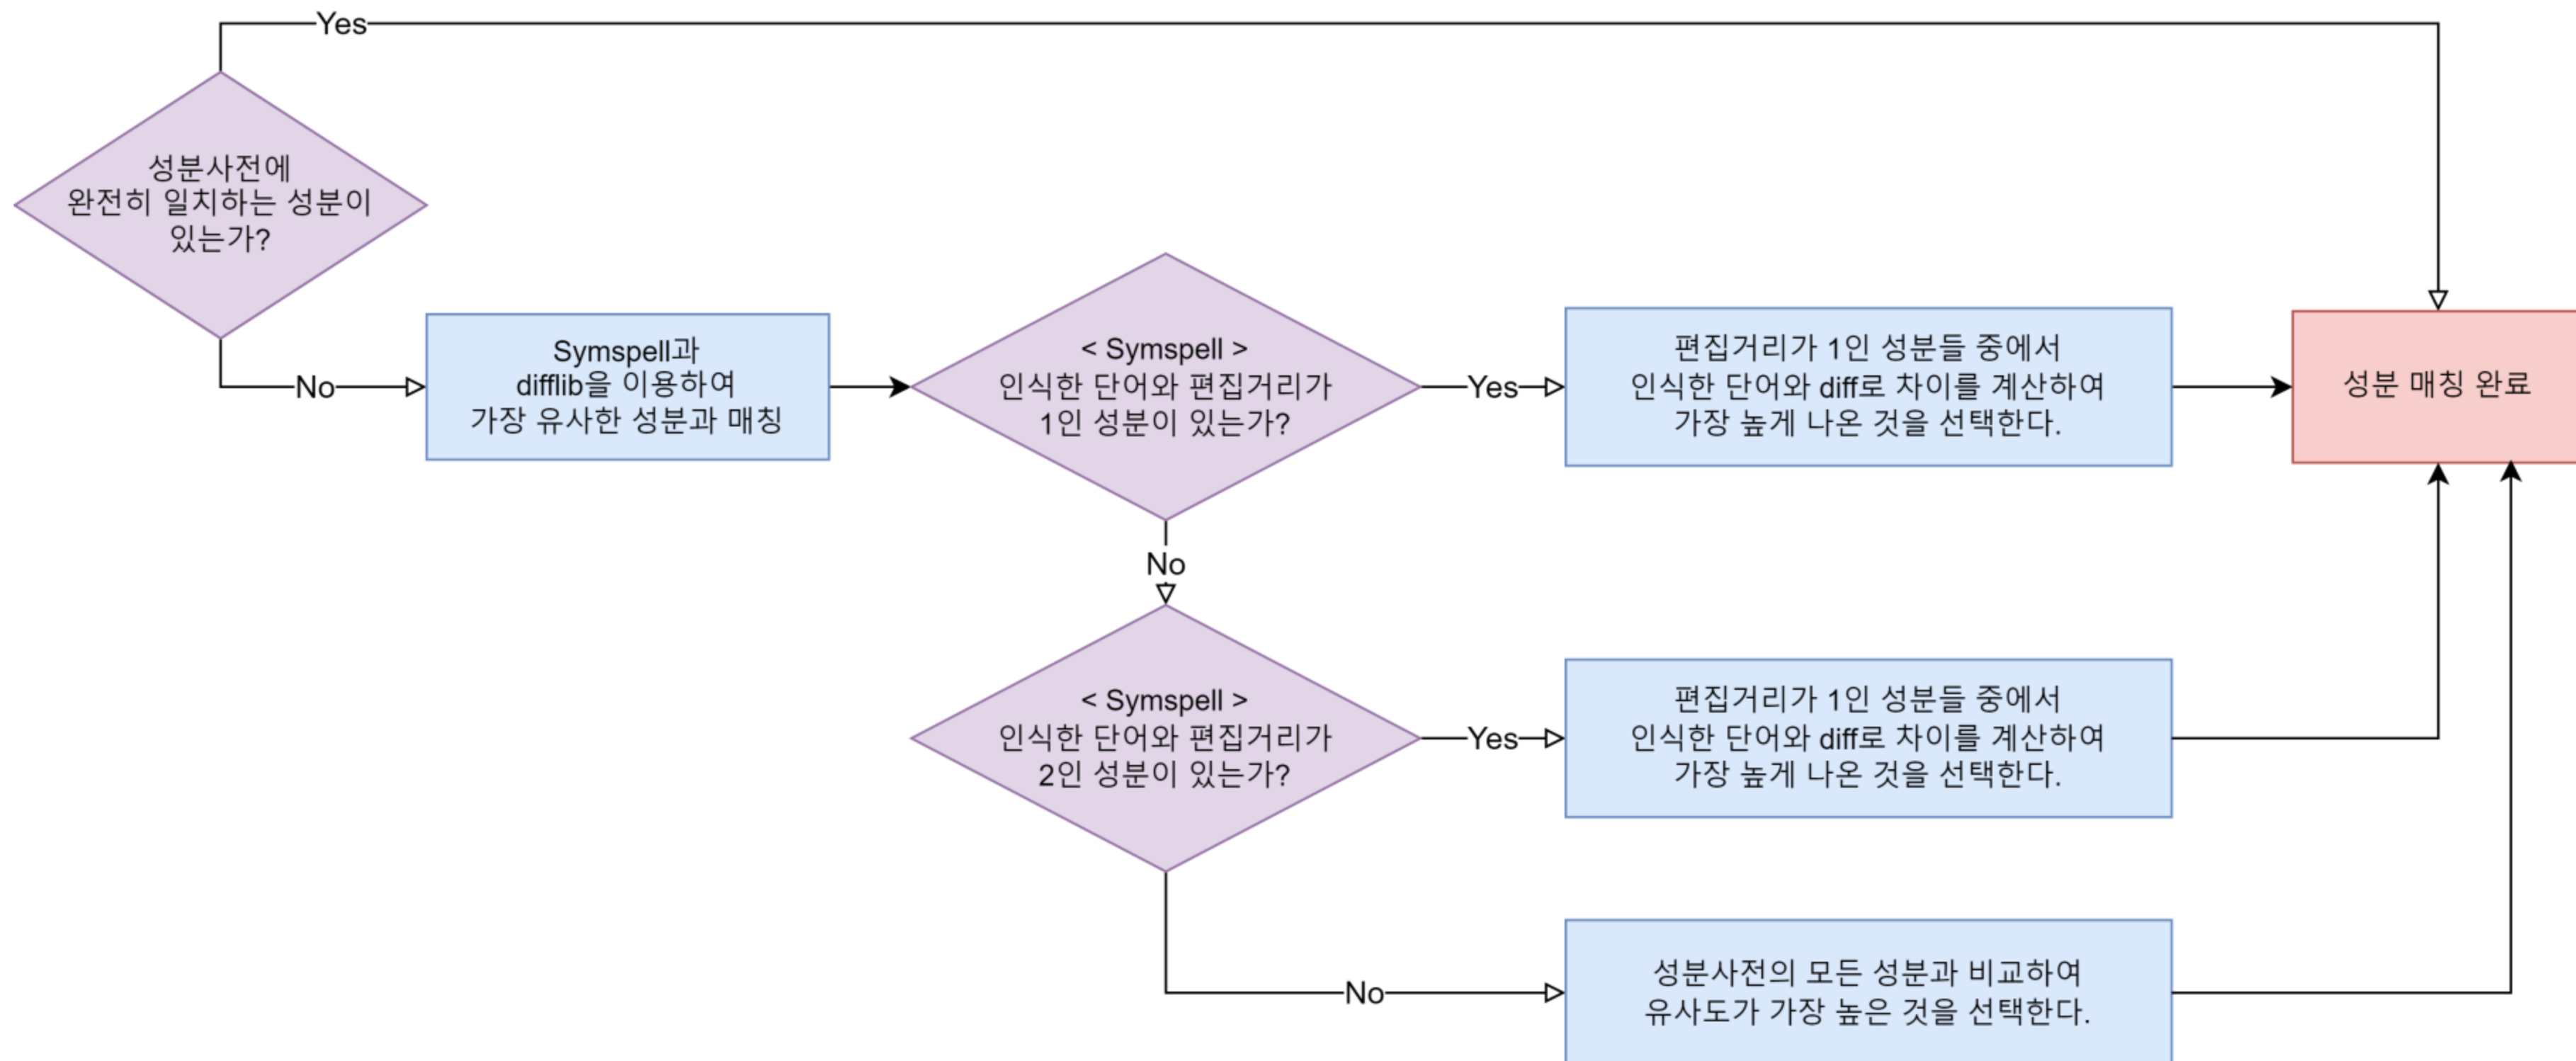 Yes
성분사전에
완전히 일치하는 성분이
있는가?
No
Symspell과
difflib을 이용하여
가장 유사한 성분과 매칭
< Symspell >
인식한 단어와 편집거리가
1인 성분이 있는가?
Yes
편집거리가 1인 성분들 중에서
인식한 단어와 diff로 차이를 계산하여
가장 높게 나온 것을 선택한다.
성분 매칭 완료
No
< Symspell >
인식한 단어와 편집거리가
2인 성분이 있는가?
Yes
편집거리가 1인 성분들 중에서
인식한 단어와 diff로 차이를 계산하여
가장 높게 나온 것을 선택한다.
No
성분사전의 모든 성분과 비교하여
유사도가 가장 높은 것을 선택한다.